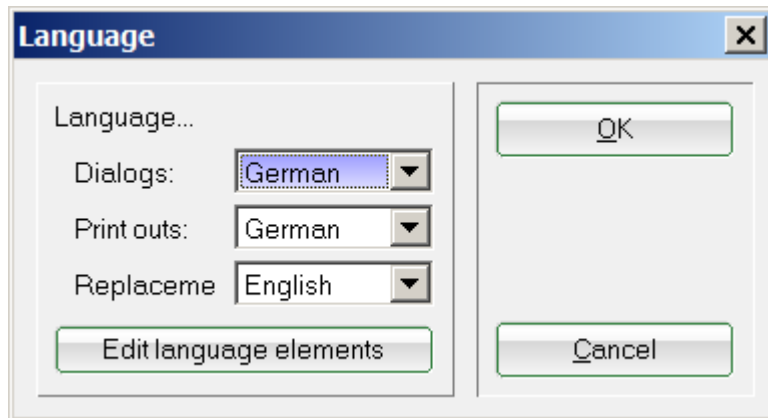 Language
Language...
Dialogs: German
Print outs: German
Replaceme English
Edit language elements
OK
Cancel